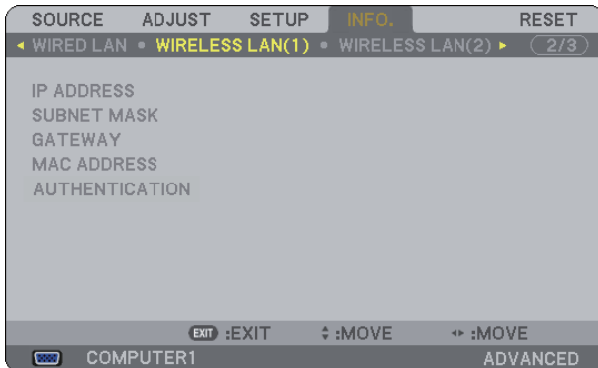 SOURCE ADJUST SETUP INFO. RESET
WIRED LAN • WIRELESS LAN(1) • WIRELESS LAN(2) 2/3
IP ADDRESS
SUBNET MASK
GATEWAY
MAC ADDRESS
AUTHENTICATION
EXIT :EXIT :MOVE :MOVE
COMPUTER1 ADVANCED